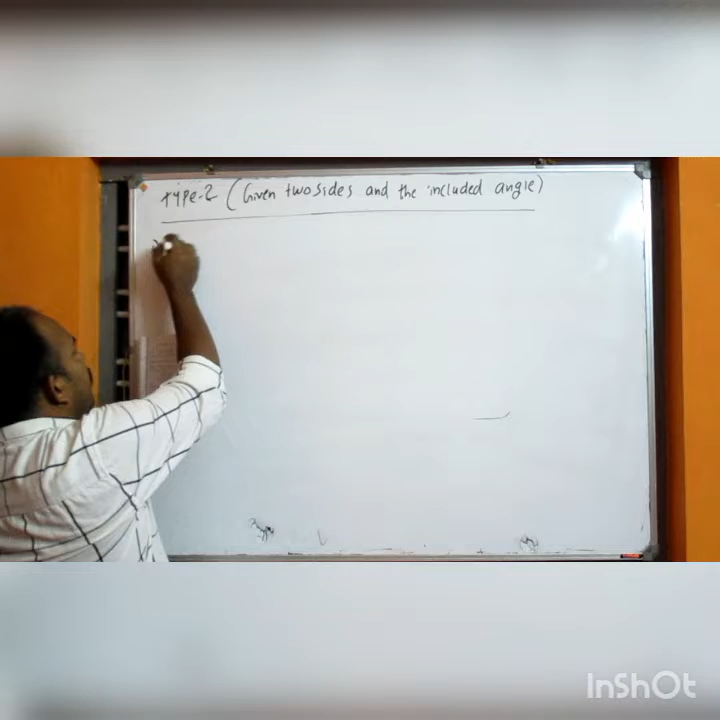 type-2 (Given two sides and the included angle)
InShOt